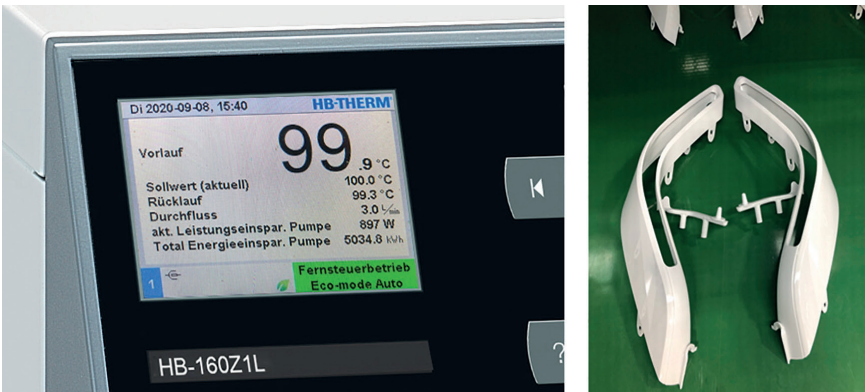 Di 2020-09-08, 15:40 HB-THERM
Vorlauf 99.9 °C
Sollwert (aktuell) 100.0 °C
Rücklauf 99.3 °C
Durchfluss 3.0 L/min
akt. Leistungseinspar. Pumpe 897 W
Total Energieeinspar. Pumpe 5034.8 kWh
1 Fernsteuerbetrieb
Eco-mode Auto
HB-160Z1L
?